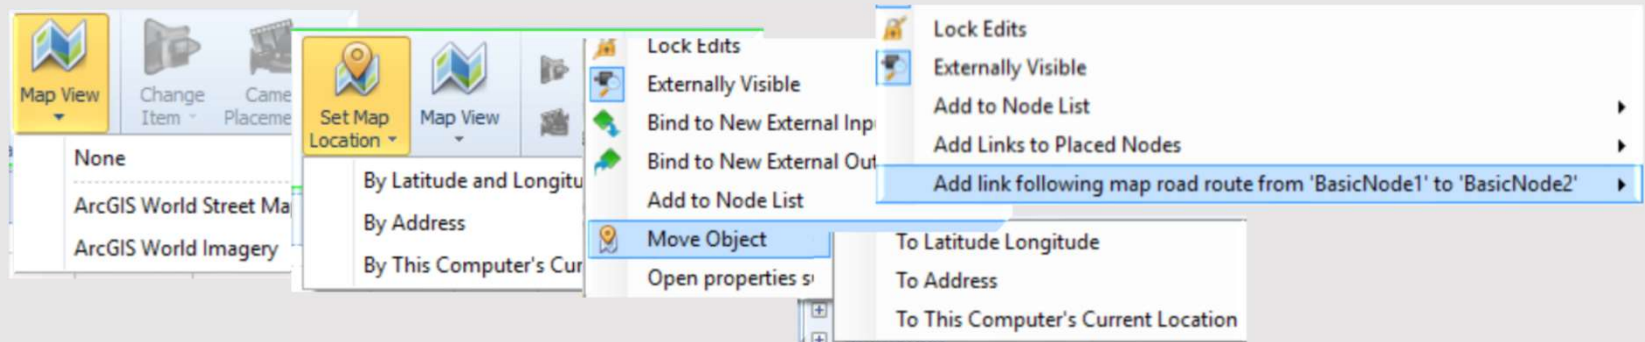 Map View
Change
Item
Came
Placeme
None
ArcGIS World Street Ma
ArcGIS World Imagery
Set Map
Location
Map View
By Latitude and Longitu
By Address
By This Computer's Cur
Lock Edits
Externally Visible
Bind to New External Inpu
Bind to New External Out
Add to Node List
Move Object
Open properties s
To Latitude Longitude
To Address
To This Computer's Current Location
Lock Edits
Externally Visible
Add to Node List
Add Links to Placed Nodes
Add link following map road route from 'BasicNode1' to 'BasicNode2'